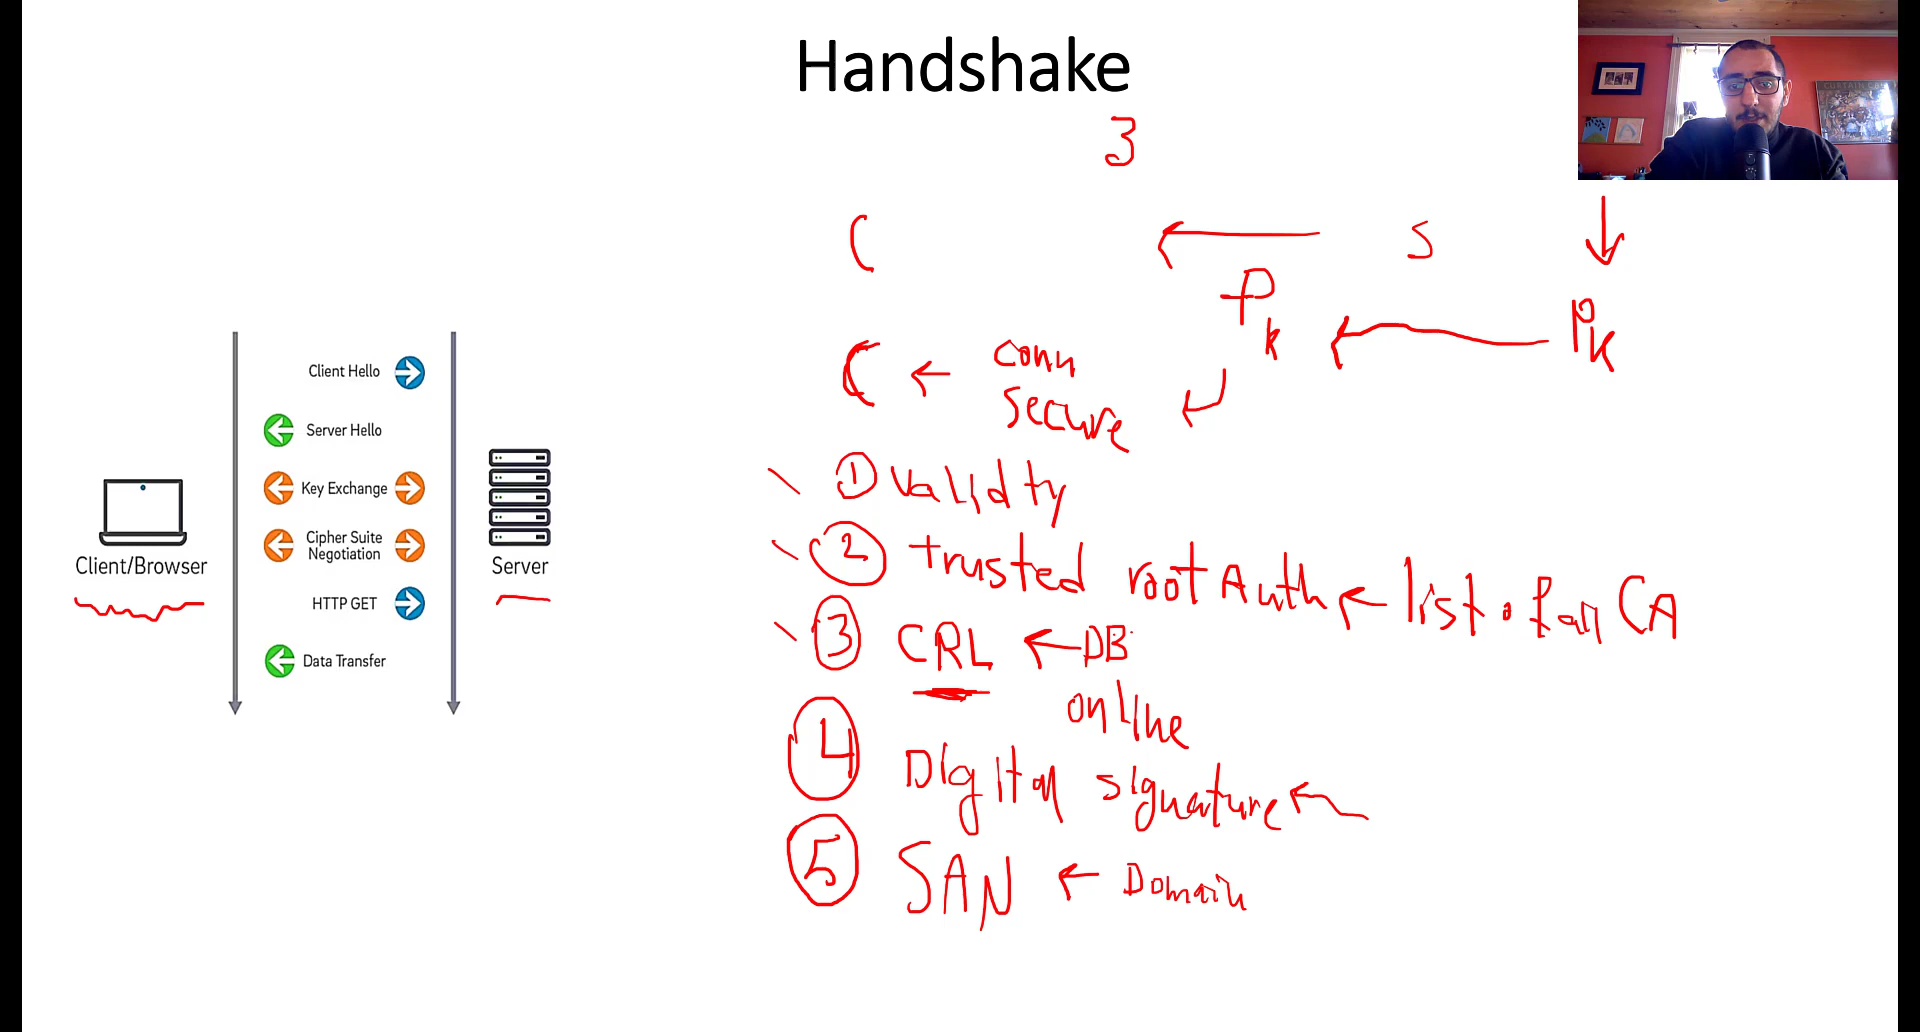 Handshake
3
C S
Pk Pk
C conn
secure
Client Hello
Server Hello
Key Exchange
Cipher Suite
Negotiation
HTTP GET
Data Transfer
Client/Browser
Server
1 Validity
2 trusted root Auth list of all CA
3 CRL DB
online
4 Digital signature
5 SAN Domain